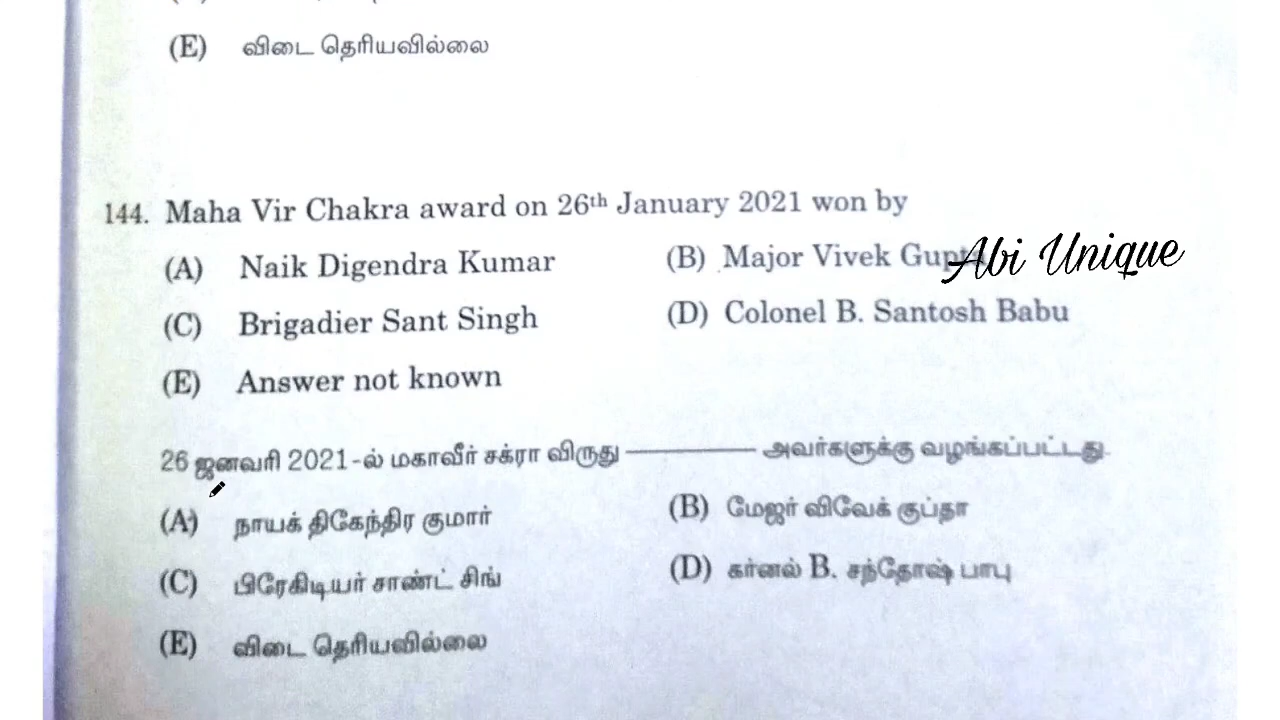 (E) விடை தெரியவில்லை
144. Maha Vir Chakra award on 26th January 2021 won by
(A) Naik Digendra Kumar (B) Major Vivek Gupta
Abi Unique
(C) Brigadier Sant Singh (D) Colonel B. Santosh Babu
(E) Answer not known
26 ஜனவரி 2021-ல் மகாவீர் சக்ரா விருது ———— அவர்களுக்கு வழங்கப்பட்டது.
(A) நாயக் திகேந்திர குமார் (B) மேஜர் விவேக் குப்தா
(C) பிரேகிடியர் சாண்ட் சிங் (D) கர்னல் B. சந்தோஷ் பாபு
(E) விடை தெரியவில்லை